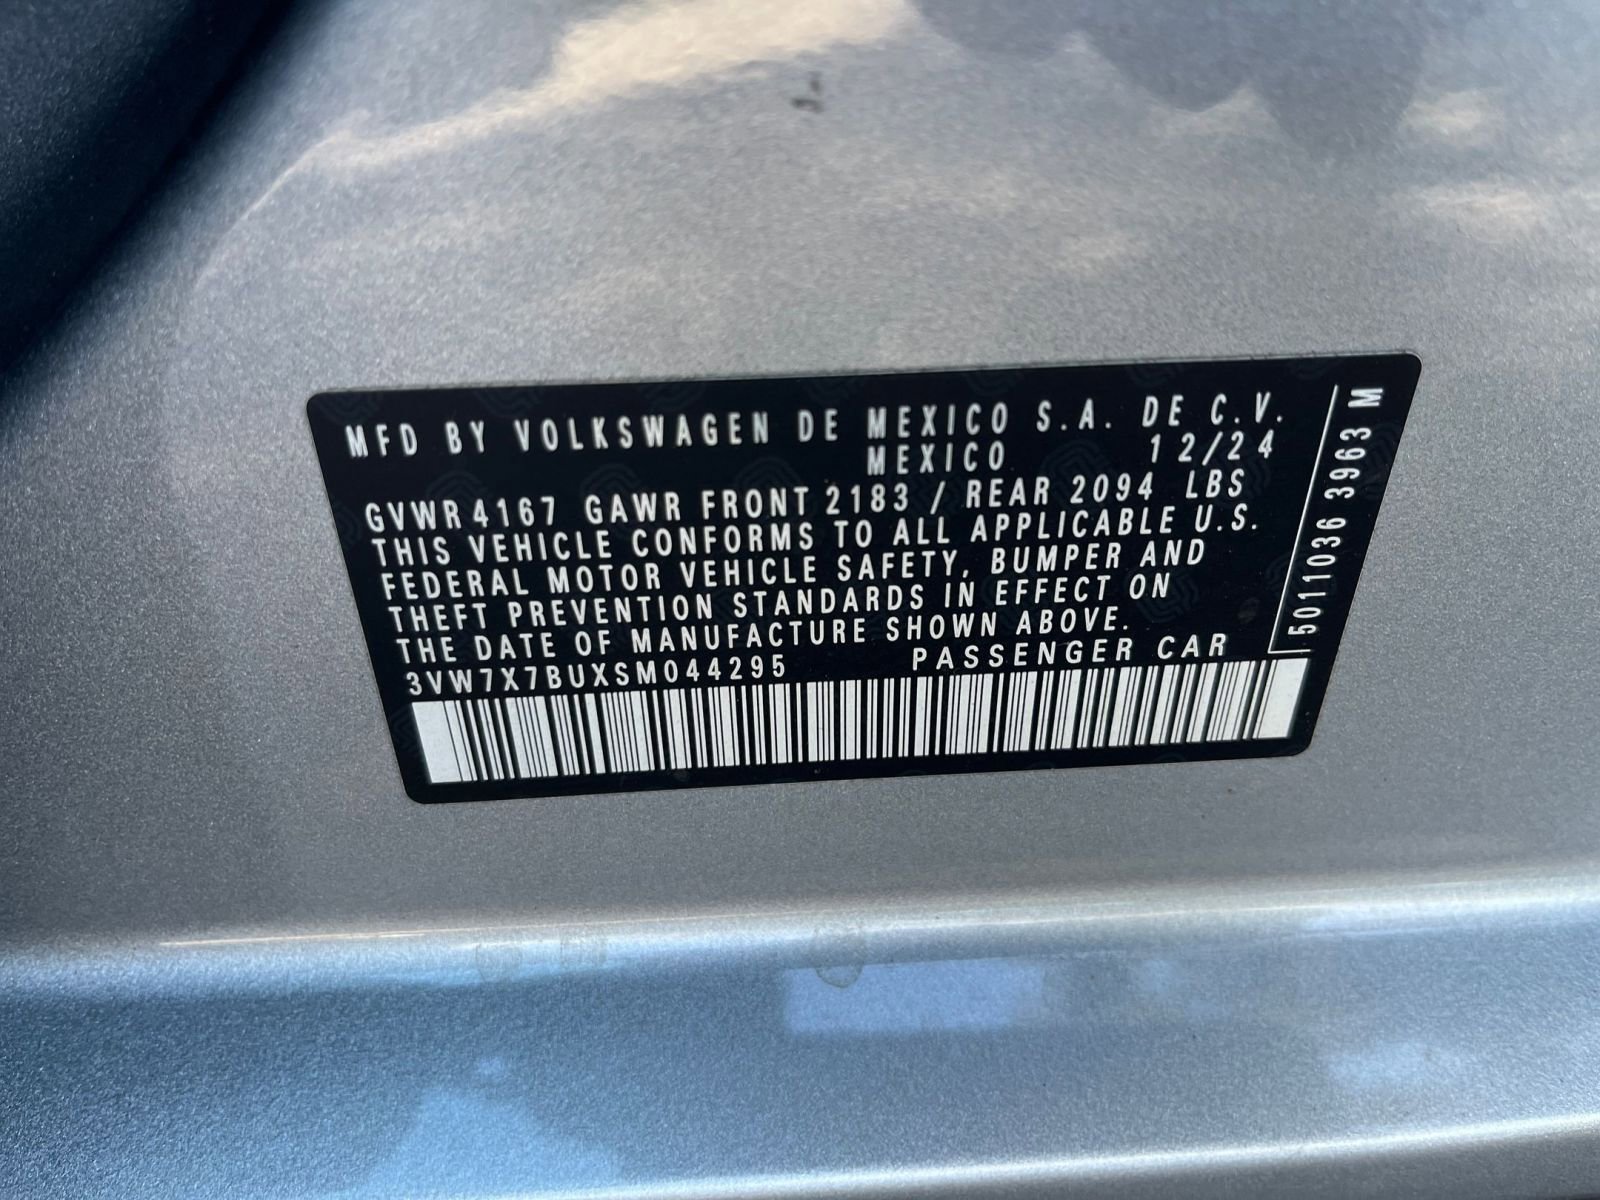 MFD BY VOLKSWAGEN DE MEXICO S.A. DE C.V.
MEXICO 12/24
GVWR 4167 GAWR FRONT 2183 / REAR 2094 LBS
THIS VEHICLE CONFORMS TO ALL APPLICABLE U.S.
FEDERAL MOTOR VEHICLE SAFETY, BUMPER AND
THEFT PREVENTION STANDARDS IN EFFECT ON
THE DATE OF MANUFACTURE SHOWN ABOVE.
3VW7X7BUXSM044295 PASSENGER CAR
5011036 3963 M